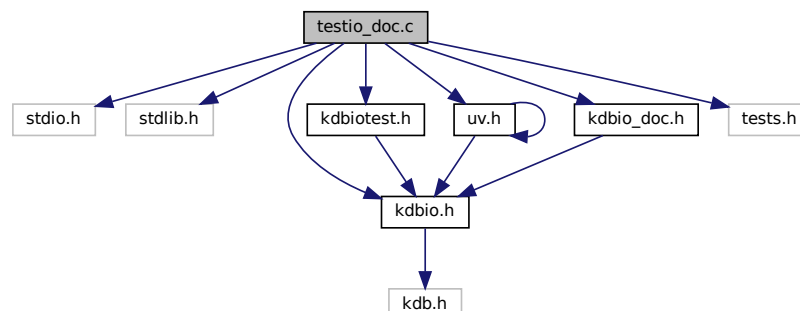 testio_doc.c
stdio.h
stdlib.h
kdbiotest.h
uv.h
kdbio_doc.h
tests.h
kdbio.h
kdb.h